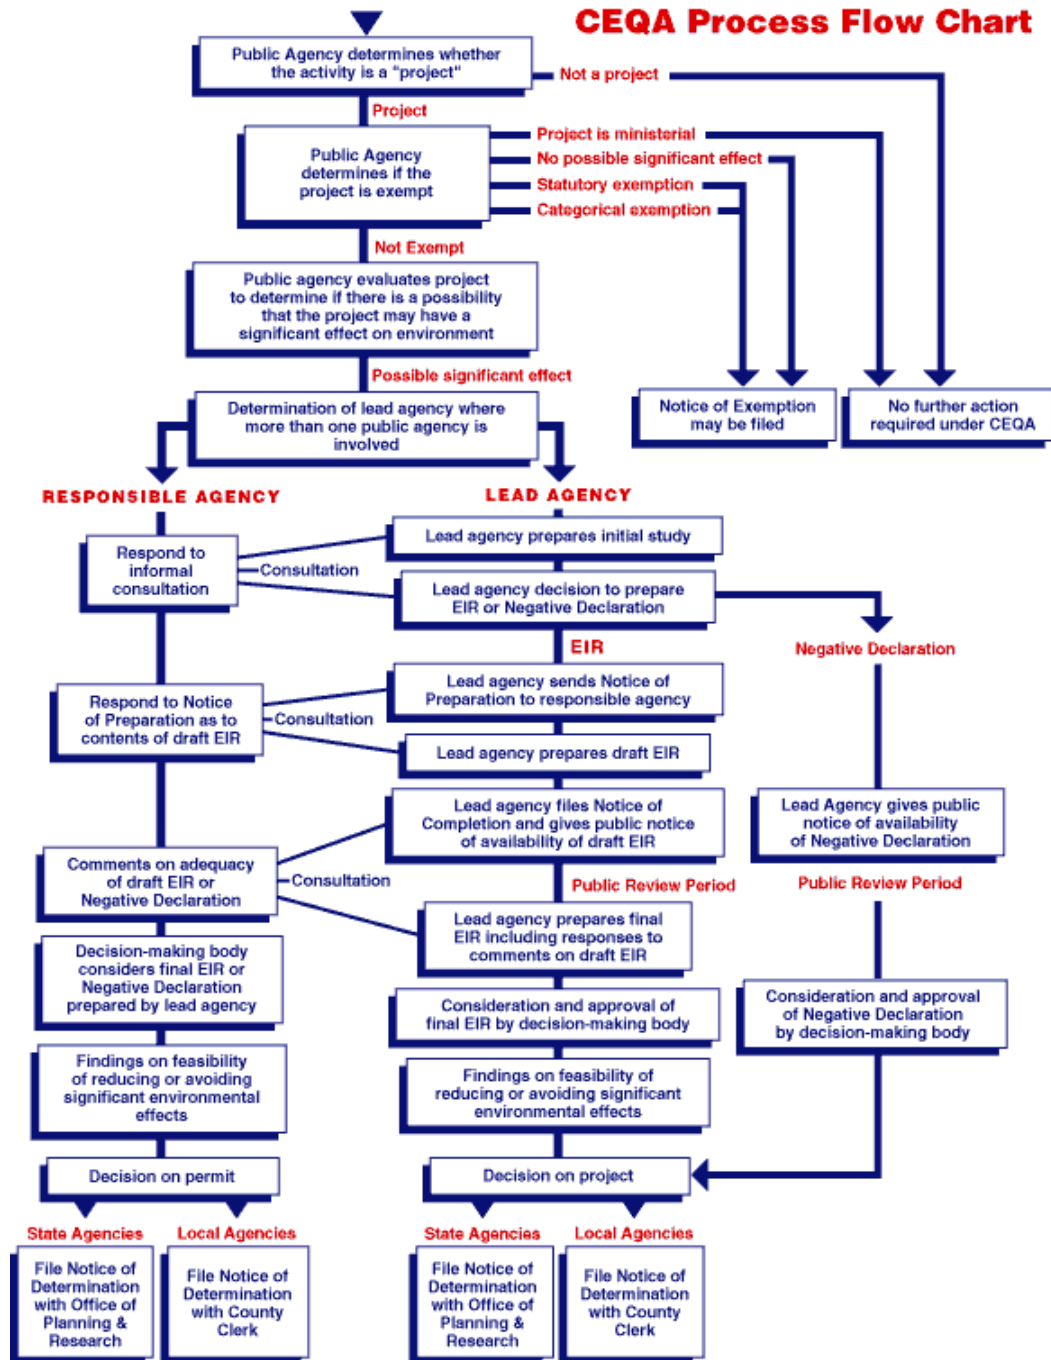 CEQA Process Flow Chart
Public Agency determines whether
the activity is a "project"
Not a project
Project
Public Agency
determines if the
project is exempt
Project is ministerial
No possible significant effect
Statutory exemption
Categorical exemption
Not Exempt
Public agency evaluates project
to determine if there is a possibility
that the project may have a
significant effect on environment
Possible significant effect
Determination of lead agency where
more than one public agency is
involved
Notice of Exemption
may be filed
No further action
required under CEQA
RESPONSIBLE AGENCY
LEAD AGENCY
Respond to
informal
consultation
Consultation
Lead agency prepares initial study
Lead agency decision to prepare
EIR or Negative Declaration
EIR
Negative Declaration
Respond to Notice
of Preparation as to
contents of draft EIR
Consultation
Lead agency sends Notice of
Preparation to responsible agency
Lead agency prepares draft EIR
Lead agency files Notice of
Completion and gives public notice
of availability of draft EIR
Lead Agency gives public
notice of availability
of Negative Declaration
Comments on adequacy
of draft EIR or
Negative Declaration
Consultation
Public Review Period
Public Review Period
Lead agency prepares final
EIR including responses to
comments on draft EIR
Decision-making body
considers final EIR or
Negative Declaration
prepared by lead agency
Consideration and approval of
final EIR by decision-making body
Consideration and approval
of Negative Declaration
by decision-making body
Findings on feasibility
of reducing or avoiding
significant environmental
effects
Findings on feasibility of
reducing or avoiding significant
environmental effects
Decision on permit
Decision on project
State Agencies
Local Agencies
State Agencies
Local Agencies
File Notice of
Determination
with Office of
Planning &
Research
File Notice of
Determination
with County
Clerk
File Notice of
Determination
with Office of
Planning &
Research
File Notice of
Determination
with County
Clerk